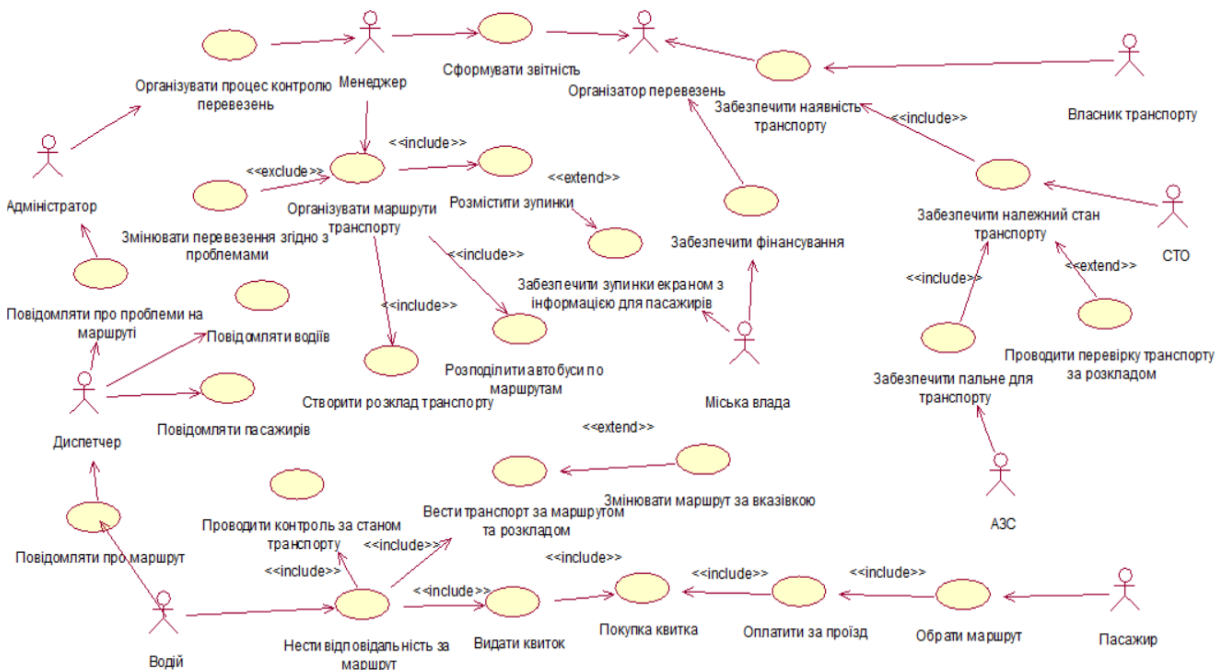 Організувати процес контролю
перевезень
Менеджер
Сформувати звітність
Організатор перевезень
Забезпечити наявність
транспорту
Власник транспорту
<<include>>
<<include>>
<<exclude>>
<<extend>>
Адміністратор
Змінювати перевезення згідно з
проблемами
Організувати маршрути
транспорту
Розмістити зупинки
Забезпечити фінансування
Забезпечити належний стан
транспорту
СТО
<<include>>
<<include>>
<<extend>>
Забезпечити зупинки екраном з
інформацією для пасажирів
<<include>>
Повідомляти про проблеми на
маршруті
Повідомляти водіїв
Розподілити автобуси по
маршрутам
Створити розклад транспорту
Міська влада
Проводити перевірку транспорту
за розкладом
Забезпечити пальне для
транспорту
Диспетчер
Повідомляти пасажирів
<<extend>>
Змінювати маршрут за вказівкою
Вести транспорт за маршрутом
та розкладом
АЗС
Проводити контроль за станом
транспорту
<<include>>
Повідомляти про маршрут
<<include>>
<<include>>
<<include>>
<<include>>
<<include>>
Водій
Нести відповідальність за
маршрут
Видати квиток
Покупка квитка
Оплатити за проїзд
Обрати маршрут
Пасажир